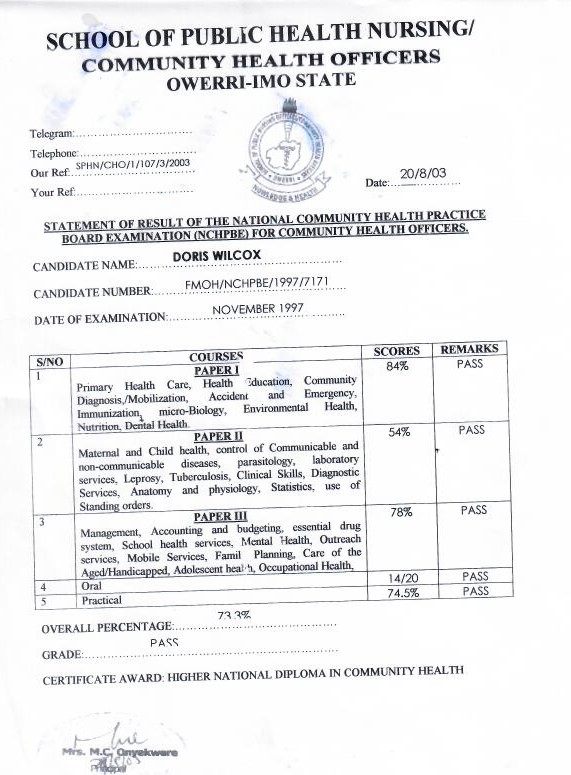 SCHOOL OF PUBLIC HEALTH NURSING/
COMMUNITY HEALTH OFFICERS
OWERRI-IMO STATE
Telegram:................................
Telephone:...............................
Our Ref: SPHN/CHO/1/107/3/2003
Your Ref:................................
Date: 20/8/03
OWERRI
KNOWLEDGE & HEALTH
STATEMENT OF RESULT OF THE NATIONAL COMMUNITY HEALTH PRACTICE
BOARD EXAMINATION (NCHPBE) FOR COMMUNITY HEALTH OFFICERS.
CANDIDATE NAME: DORIS WILCOX
CANDIDATE NUMBER: FMOH/NCHPBE/1997/7171
DATE OF EXAMINATION: NOVEMBER 1997
S/NO COURSES SCORES REMARKS
1 PAPER I 84% PASS
Primary Health Care, Health Education, Community
Diagnosis,/Mobilization, Accident and Emergency,
Immunization, micro-Biology, Environmental Health,
Nutrition, Dental Health.
2 PAPER II 54% PASS
Maternal and Child health, control of Communicable and
non-communicable diseases, parasitology, laboratory
services, Leprosy, Tuberculosis, Clinical Skills, Diagnostic
Services, Anatomy and physiology, Statistics, use of
Standing orders.
3 PAPER III 78% PASS
Management, Accounting and budgeting, essential drug
system, School health services, Mental Health, Outreach
services, Mobile Services, Famil Planning, Care of the
Aged/Handicapped, Adolescent health, Occupational Health,
4 Oral 14/20 PASS
5 Practical 74.5% PASS
OVERALL PERCENTAGE: 73.3%
GRADE: PASS
CERTIFICATE AWARD: HIGHER NATIONAL DIPLOMA IN COMMUNITY HEALTH
Mrs. M.C. Onyekwere
Principal